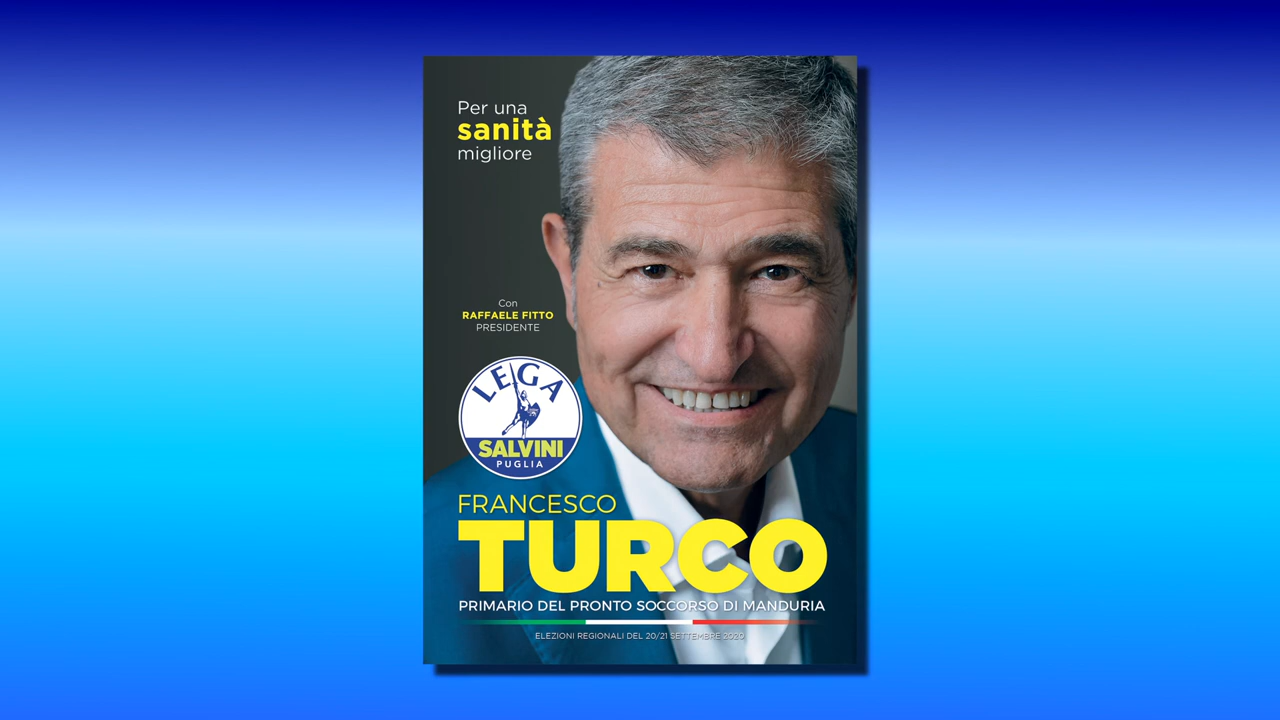 Per una
sanità
migliore
Con
RAFFAELE FITTO
PRESIDENTE
LEGA
SALVINI
PUGLIA
FRANCESCO
TURCO
PRIMARIO DEL PRONTO SOCCORSO DI MANDURIA
ELEZIONI REGIONALI DEL 20/21 SETTEMBRE 2020